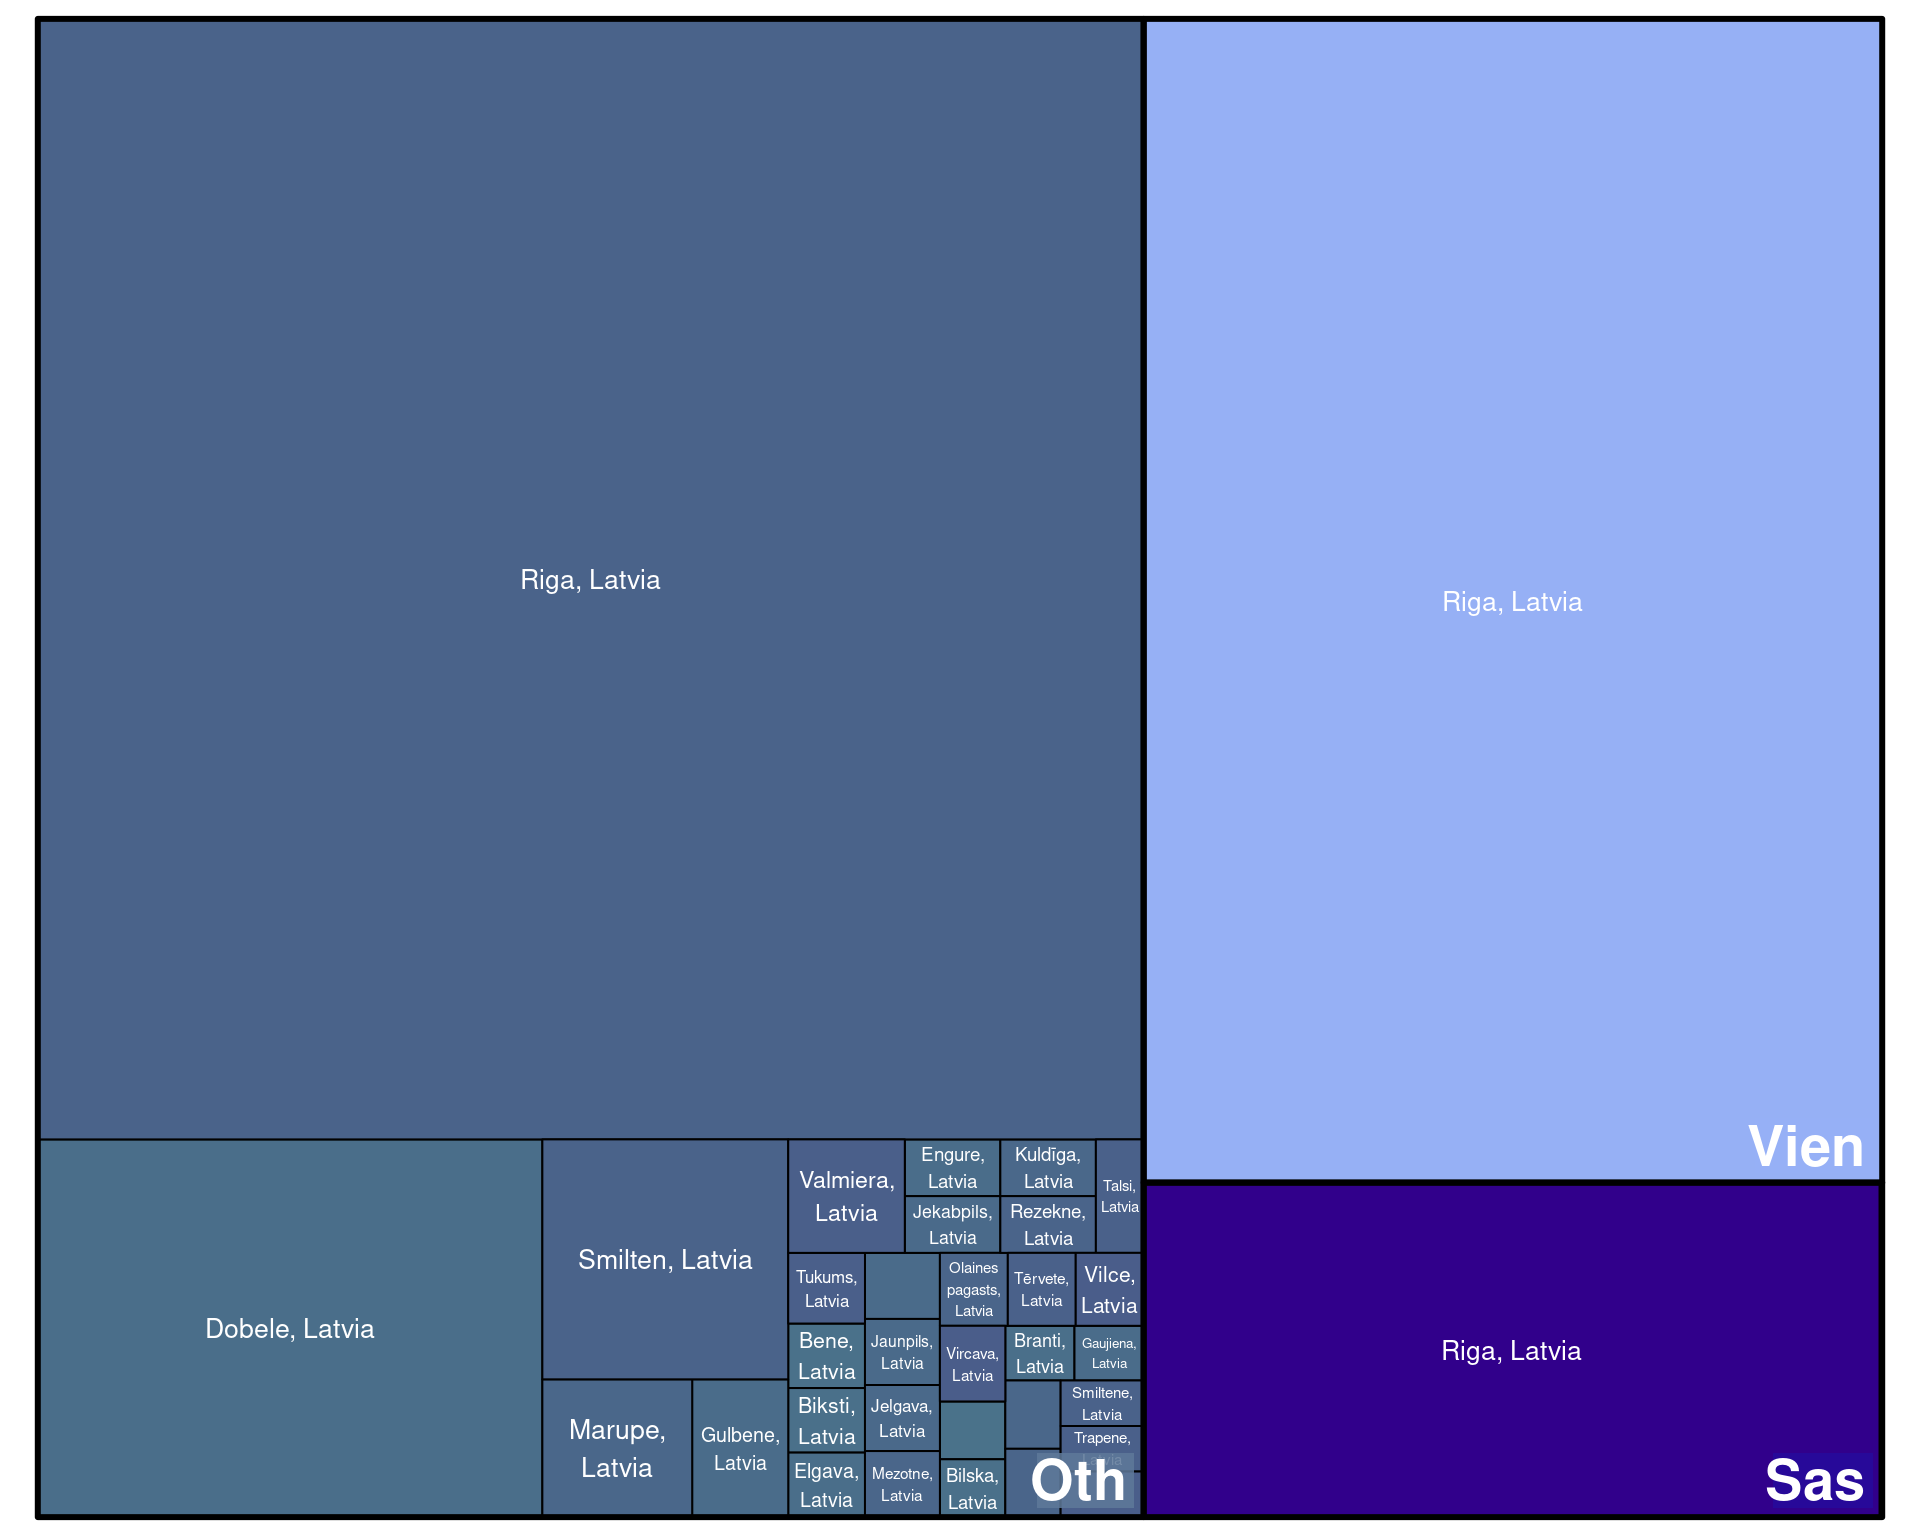 Riga, Latvia
Riga, Latvia
Vien
Dobele, Latvia
Smilten, Latvia
Marupe,
Latvia
Gulbene,
Latvia
Valmiera,
Latvia
Engure,
Latvia
Kuldīga,
Latvia
Jekabpils,
Latvia
Rezekne,
Latvia
Talsi,
Latvia
Tukums,
Latvia
Bene,
Latvia
Biksti,
Latvia
Elgava,
Latvia
Jaunpils,
Latvia
Jelgava,
Latvia
Mezotne,
Latvia
Olaines
pagasts,
Latvia
Tērvete,
Latvia
Vilce,
Latvia
Vircava,
Latvia
Branti,
Latvia
Gaujiena,
Latvia
Smiltene,
Latvia
Trapene,
Bilska,
Latvia
Oth
Riga, Latvia
Sas